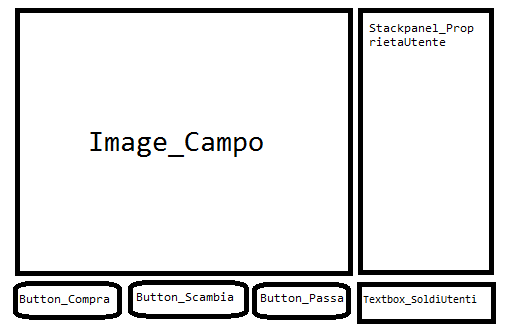 Stackpanel_Prop
rietaUtente
Image_Campo
Button_Compra
Button_Scambia
Button_Passa
Textbox_SoldiUtenti